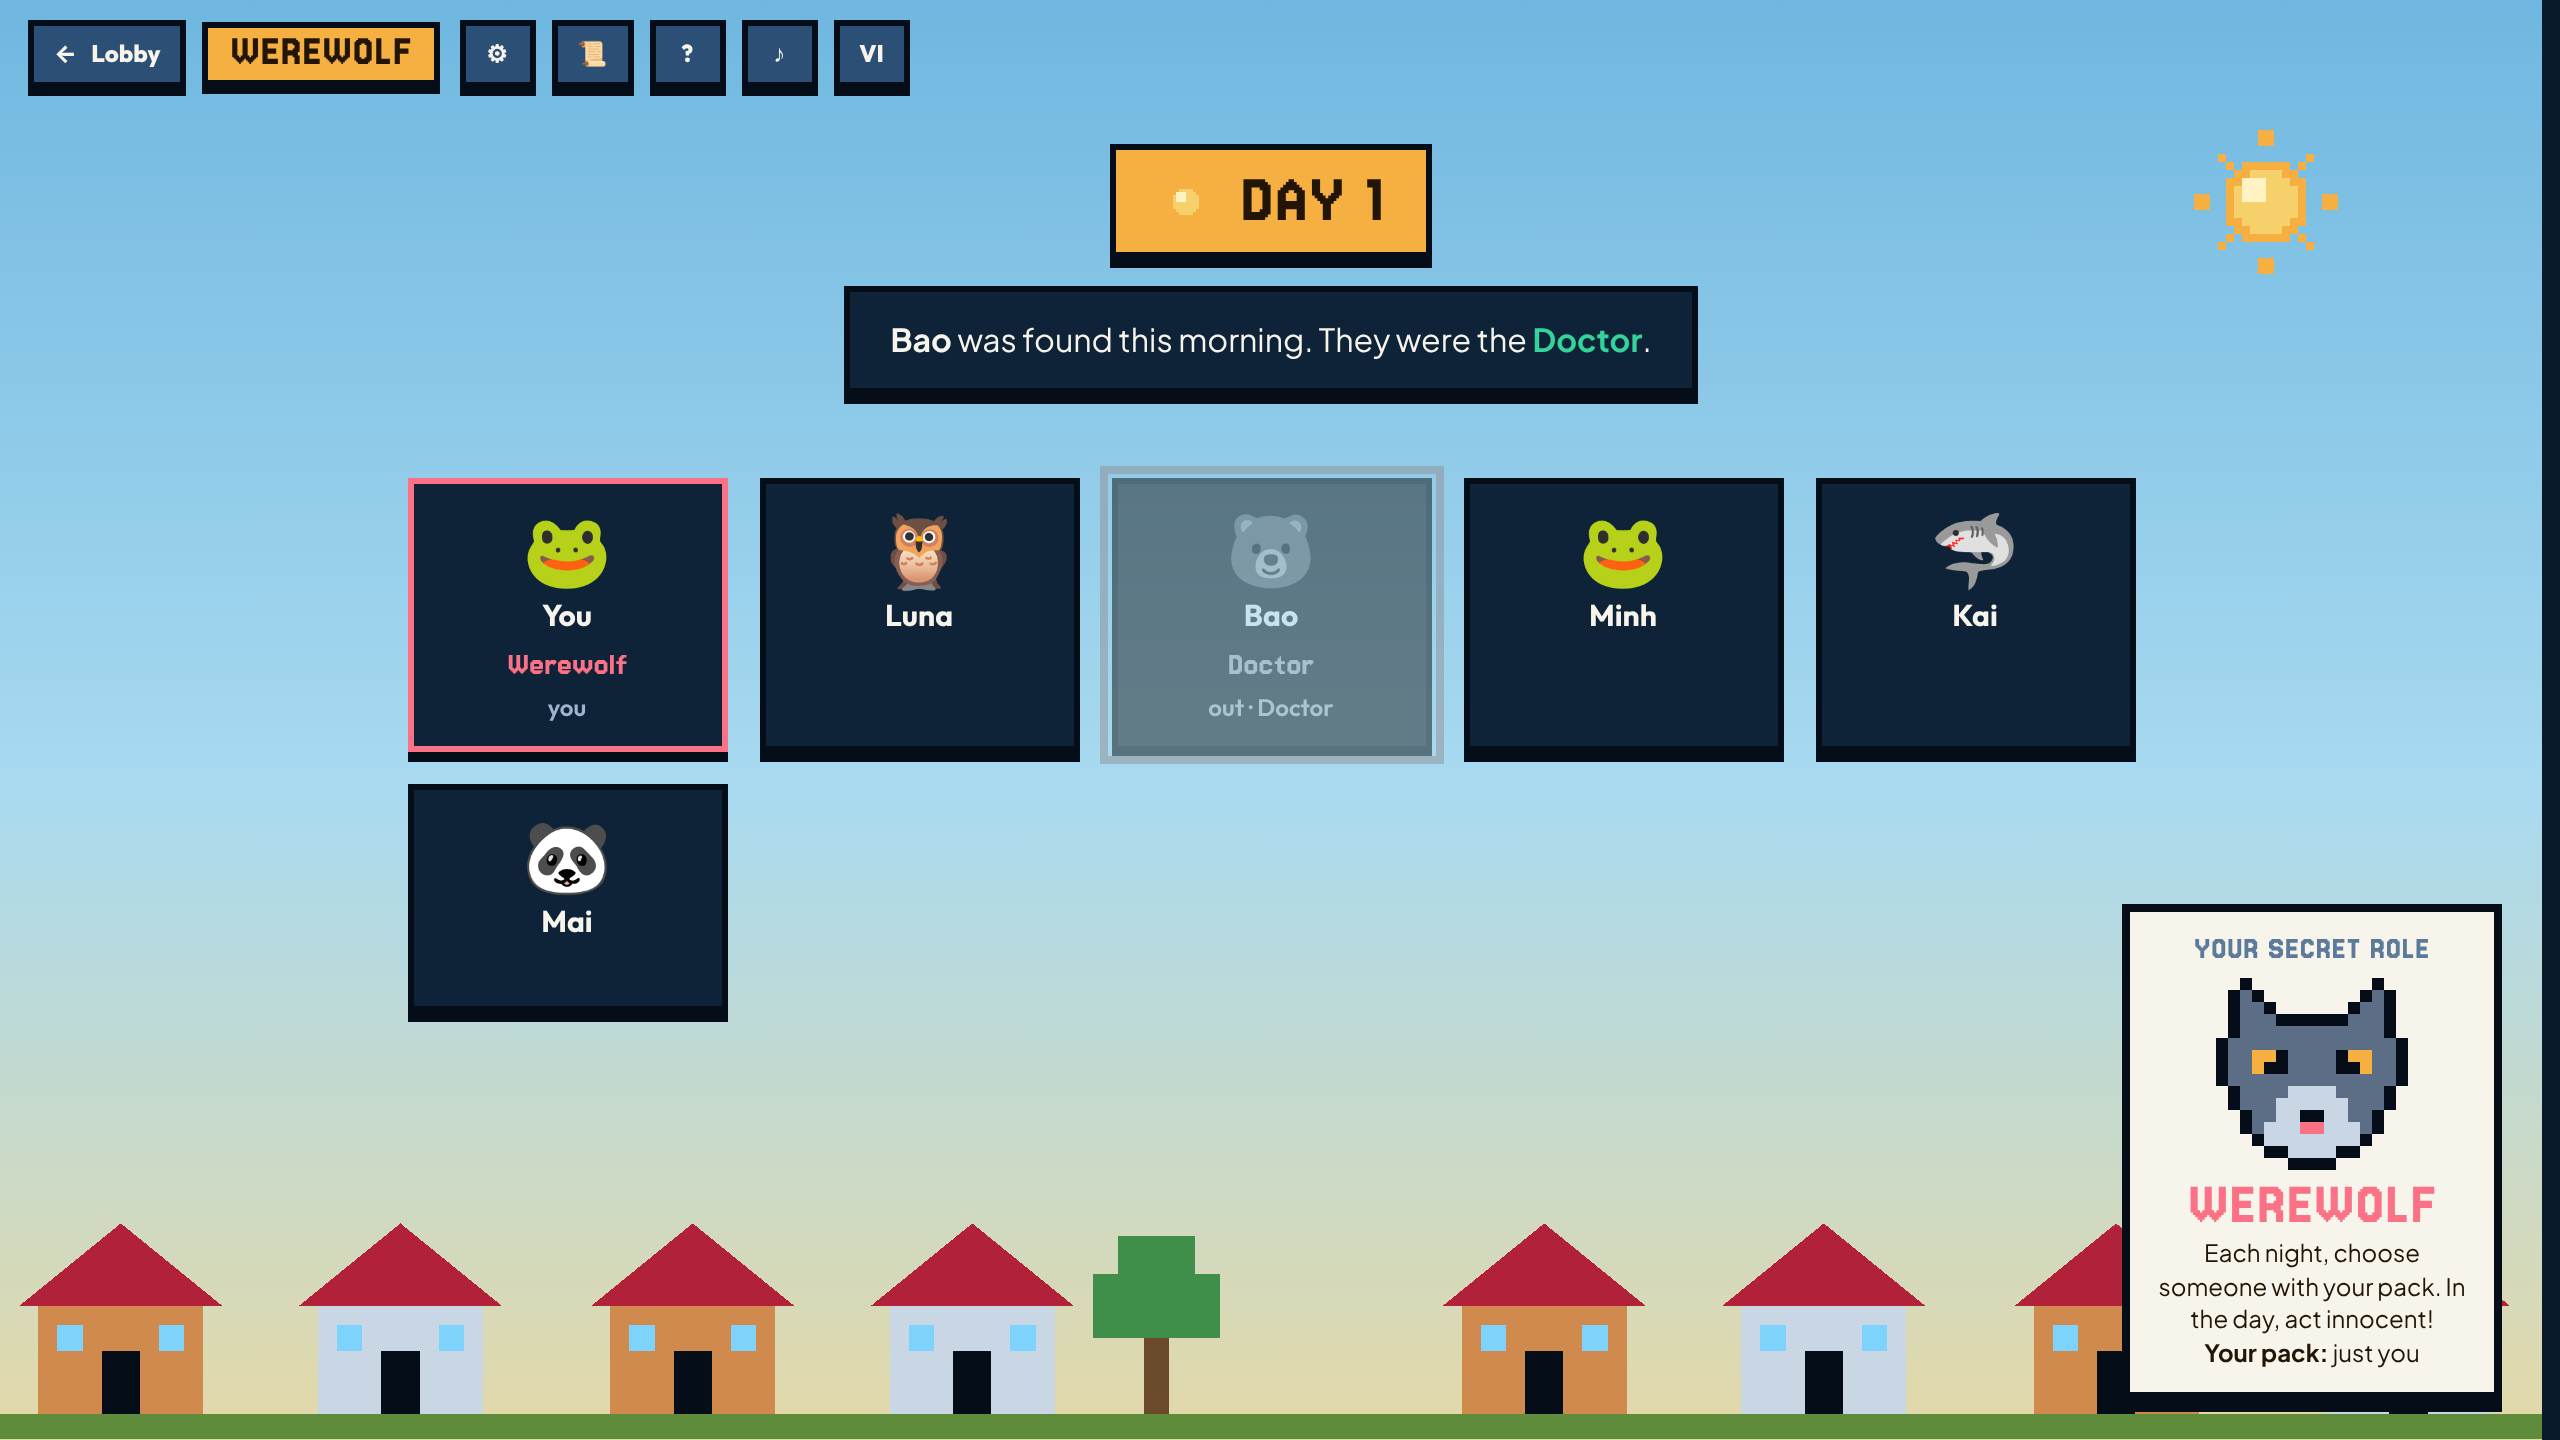 ← Lobby
WEREWOLF
?
♪
VI
DAY 1
Bao was found this morning. They were the Doctor.
You
Werewolf
you
Luna
Bao
Doctor
out · Doctor
Minh
Kai
Mai
YOUR SECRET ROLE
WEREWOLF
Each night, choose
someone with your pack. In
the day, act innocent!
Your pack: just you